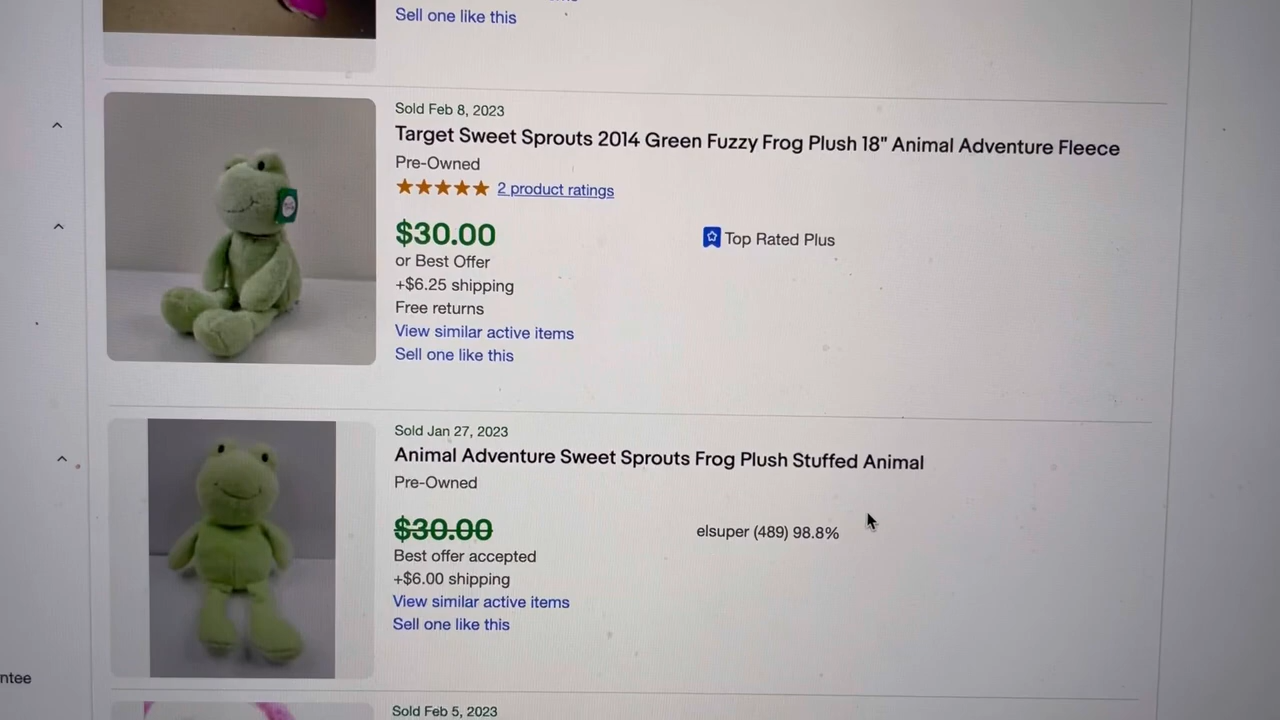 Sell one like this
Sold Feb 8, 2023
Target Sweet Sprouts 2014 Green Fuzzy Frog Plush 18" Animal Adventure Fleece
Pre-Owned
2 product ratings
$30.00
Top Rated Plus
or Best Offer
+$6.25 shipping
Free returns
View similar active items
Sell one like this
Sold Jan 27, 2023
Animal Adventure Sweet Sprouts Frog Plush Stuffed Animal
Pre-Owned
$30.00
elsuper (489) 98.8%
Best offer accepted
+$6.00 shipping
View similar active items
Sell one like this
ntee
Sold Feb 5, 2023